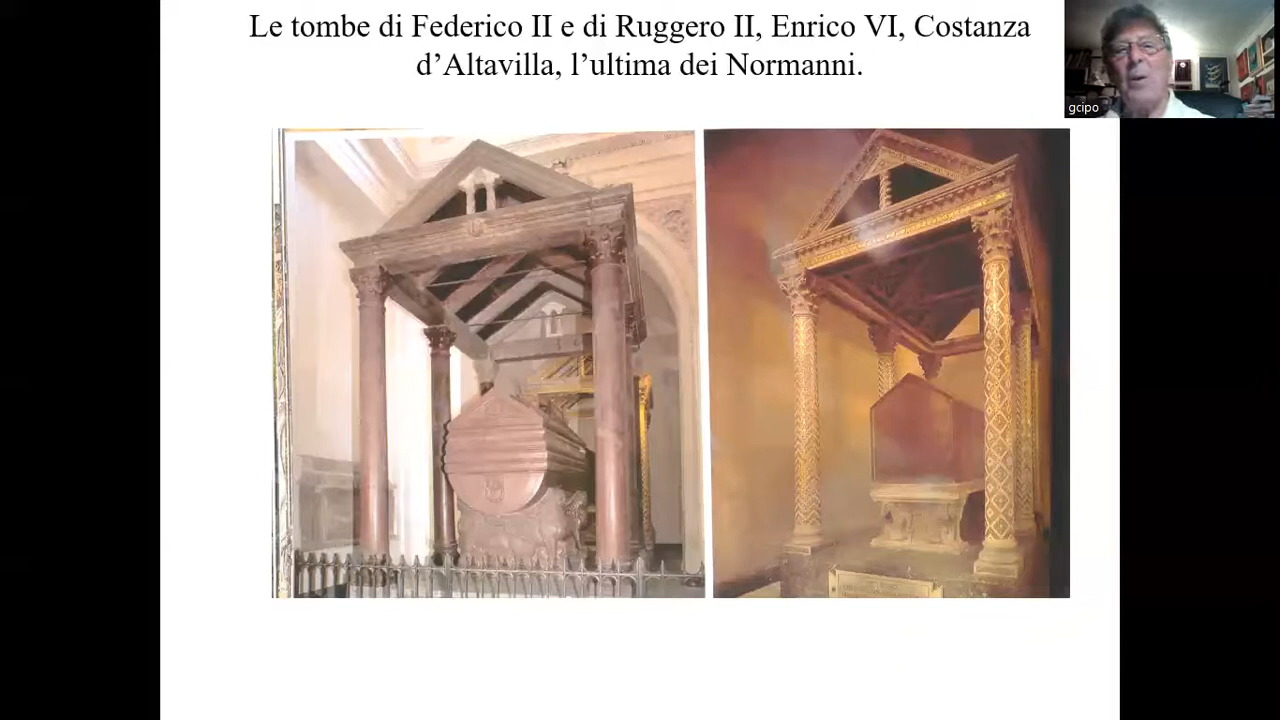 Le tombe di Federico II e di Ruggero II, Enrico VI, Costanza
d’Altavilla, l’ultima dei Normanni.
gcipo